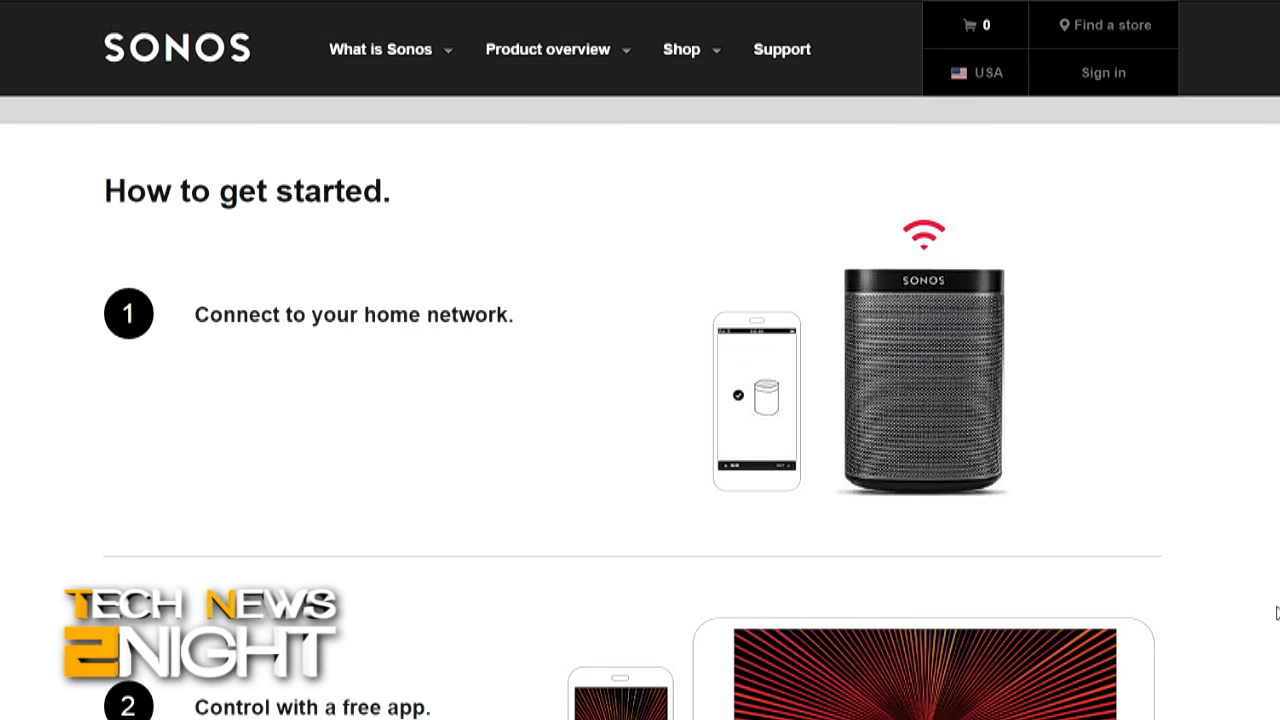 SONOS
What is Sonos
Product overview
Shop
Support
0
Find a store
USA
Sign in
How to get started.
1
Connect to your home network.
SONOS
TECH NEWS
2NIGHT
2
Control with a free app.